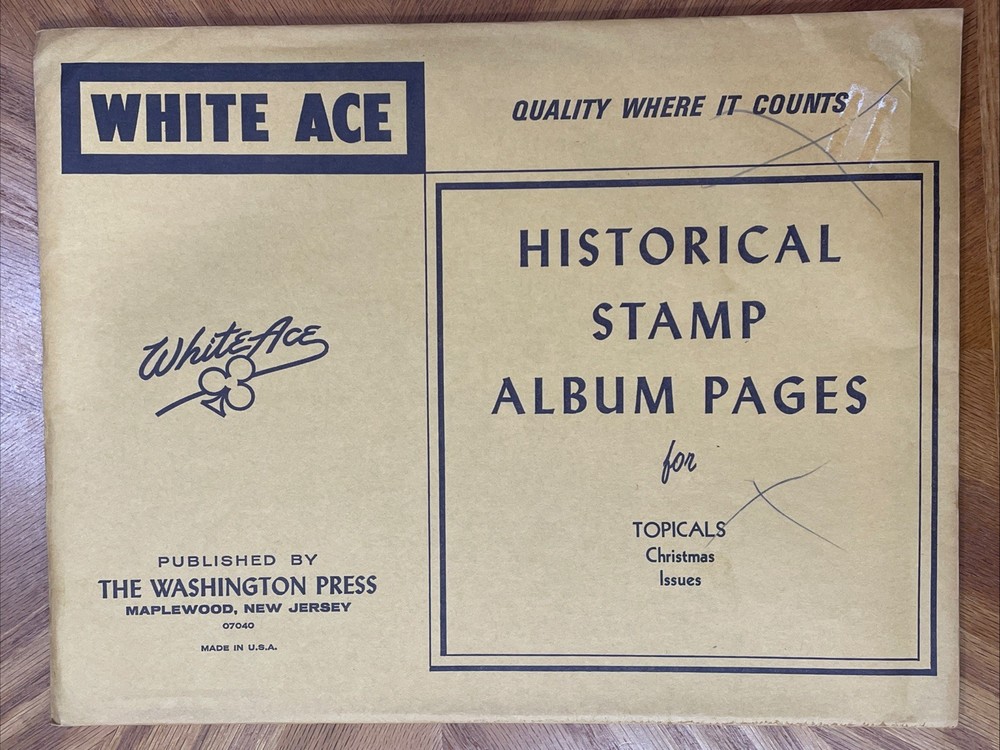 WHITE ACE
QUALITY WHERE IT COUNTS
White Ace
HISTORICAL
STAMP
ALBUM PAGES
for
TOPICALS
Christmas
Issues
PUBLISHED BY
THE WASHINGTON PRESS
MAPLEWOOD, NEW JERSEY
07040
MADE IN U.S.A.